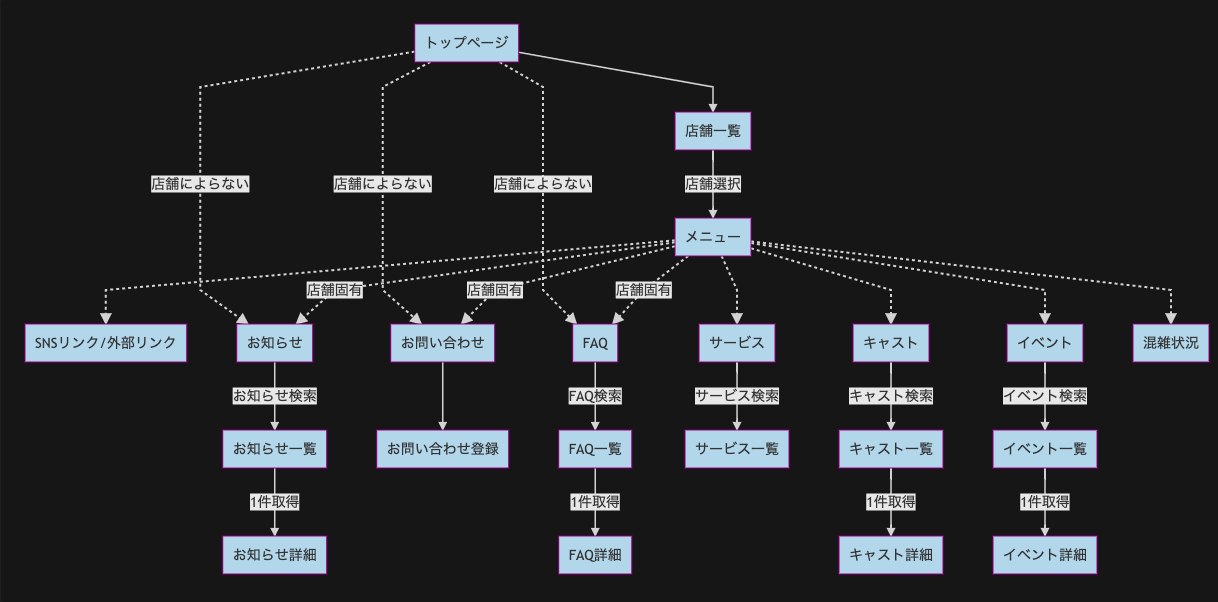 トップページ
店舗一覧
店舗によらない
店舗によらない
店舗によらない
店舗選択
メニュー
店舗固有
店舗固有
店舗固有
SNSリンク/外部リンク
お知らせ
お問い合わせ
FAQ
サービス
キャスト
イベント
混雑状況
お知らせ検索
FAQ検索
サービス検索
キャスト検索
イベント検索
お知らせ一覧
お問い合わせ登録
FAQ一覧
サービス一覧
キャスト一覧
イベント一覧
1件取得
1件取得
1件取得
1件取得
お知らせ詳細
FAQ詳細
キャスト詳細
イベント詳細